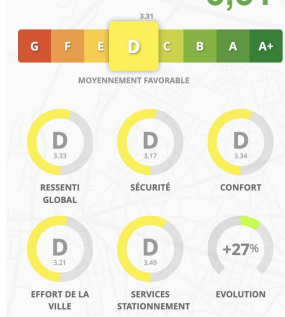 3.31
G F E D C B A A+
MOYENNEMENT FAVORABLE
D D D
3.33 3.17 3.34
RESSENTI GLOBAL SÉCURITÉ CONFORT
D D +27%
3.21 3.49
EFFORT DE LA VILLE SERVICES STATIONNEMENT EVOLUTION